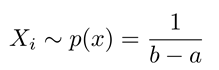 X_i ∼ p(x) = \frac{1}{b − a}